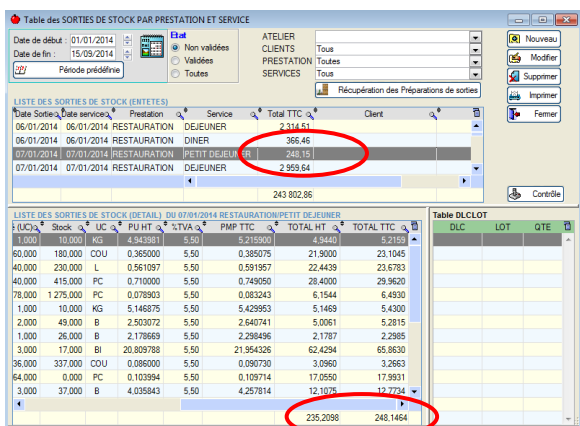 Table des SORTIES DE STOCK PAR PRESTATION ET SERVICE
Date de début : 01/01/2014
Date de fin : 15/09/2014
Période prédéfinie
Etat
Non validées
Validées
Toutes
ATELIER
CLIENTS Tous
PRESTATION Toutes
SERVICES Tous
Récupération des Préparations de sorties
Nouveau
Modifier
Supprimer
Imprimer
Fermer
Contrôle
LISTE DES SORTIES DE STOCK (ENTETES)
Date Sortie Date service Prestation Service Total TTC Client
06/01/2014 06/01/2014 RESTAURATION DEJEUNER 2 314,51
06/01/2014 06/01/2014 RESTAURATION DINER 366,46
07/01/2014 07/01/2014 RESTAURATION PETIT DEJEUNER 248,15
07/01/2014 07/01/2014 RESTAURATION DEJEUNER 2 959,64
243 802,86
LISTE DES SORTIES DE STOCK (DETAIL) DU 07/01/2014 RESTAURATION/PETIT DEJEUNER
(UC) Stock UC PU HT %TVA PMP TTC TOTAL HT TOTAL TTC
1,000 10,000 KG 4,943981 5,50 5,215900 4,9440 5,2159
60,000 180,000 COU 0,365000 5,50 0,385075 21,9000 23,1045
40,000 230,000 L 0,561097 5,50 0,591957 22,4439 23,6783
40,000 415,000 PC 0,710000 5,50 0,749050 28,4000 29,9620
78,000 1 275,000 PC 0,078903 5,50 0,083243 6,1544 6,4930
1,000 10,000 KG 5,146875 5,50 5,429953 5,1469 5,4300
2,000 49,000 B 2,503072 5,50 2,640741 5,0061 5,2815
1,000 26,000 B 2,178669 5,50 2,298496 2,1787 2,2985
3,000 17,000 BI 20,809788 5,50 21,954326 62,4294 65,8630
36,000 337,000 COU 0,086000 5,50 0,090730 3,0960 3,2663
64,000 0,000 PC 0,103994 5,50 0,109714 17,0550 17,9931
3,000 37,000 B 4,035843 5,50 4,257814 12,1075 12,7734
235,2098 248,1464
Table DLCLOT
DLC LOT QTE